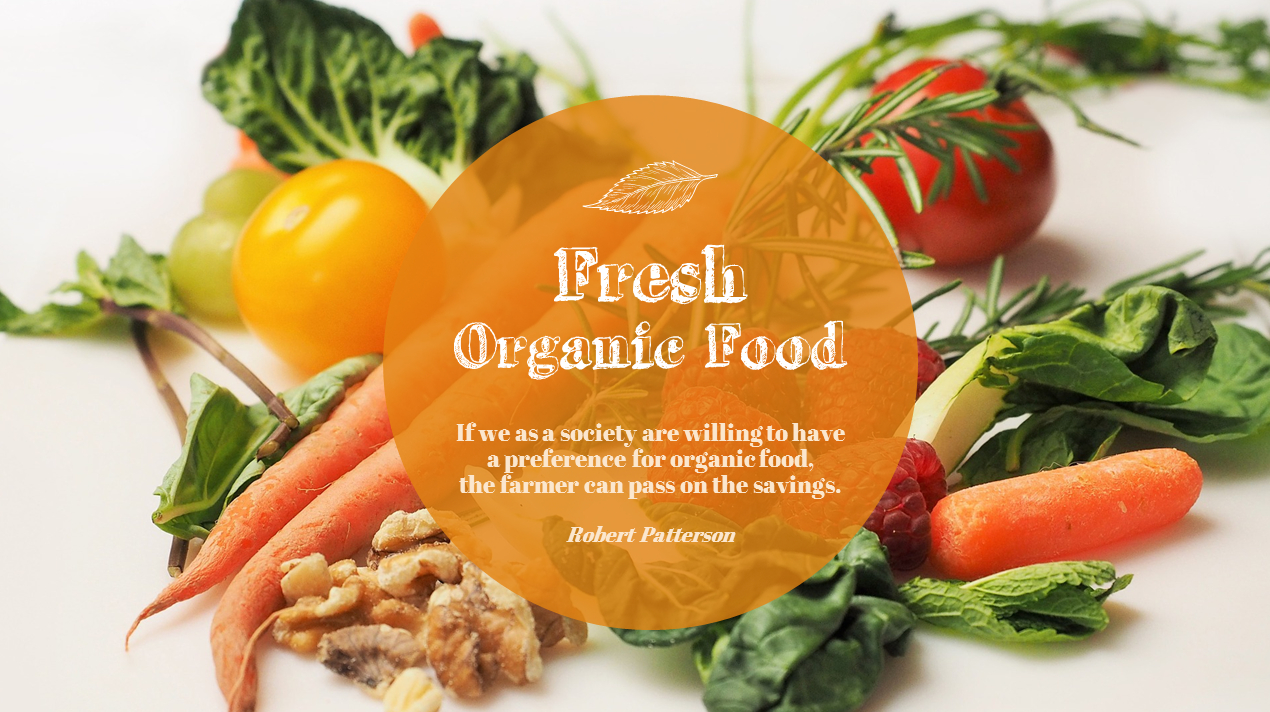 Fresh
Organic Food
If we as a society are willing to have
a preference for organic food,
the farmer can pass on the savings.
Robert Patterson